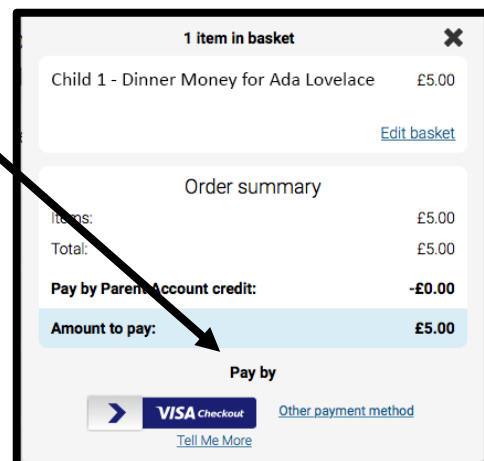 1 item in basket
Child 1 - Dinner Money for Ada Lovelace £5.00
Edit basket
Order summary
Items: £5.00
Total: £5.00
Pay by Parent Account credit: -£0.00
Amount to pay: £5.00
Pay by
VISA Checkout Other payment method
Tell Me More